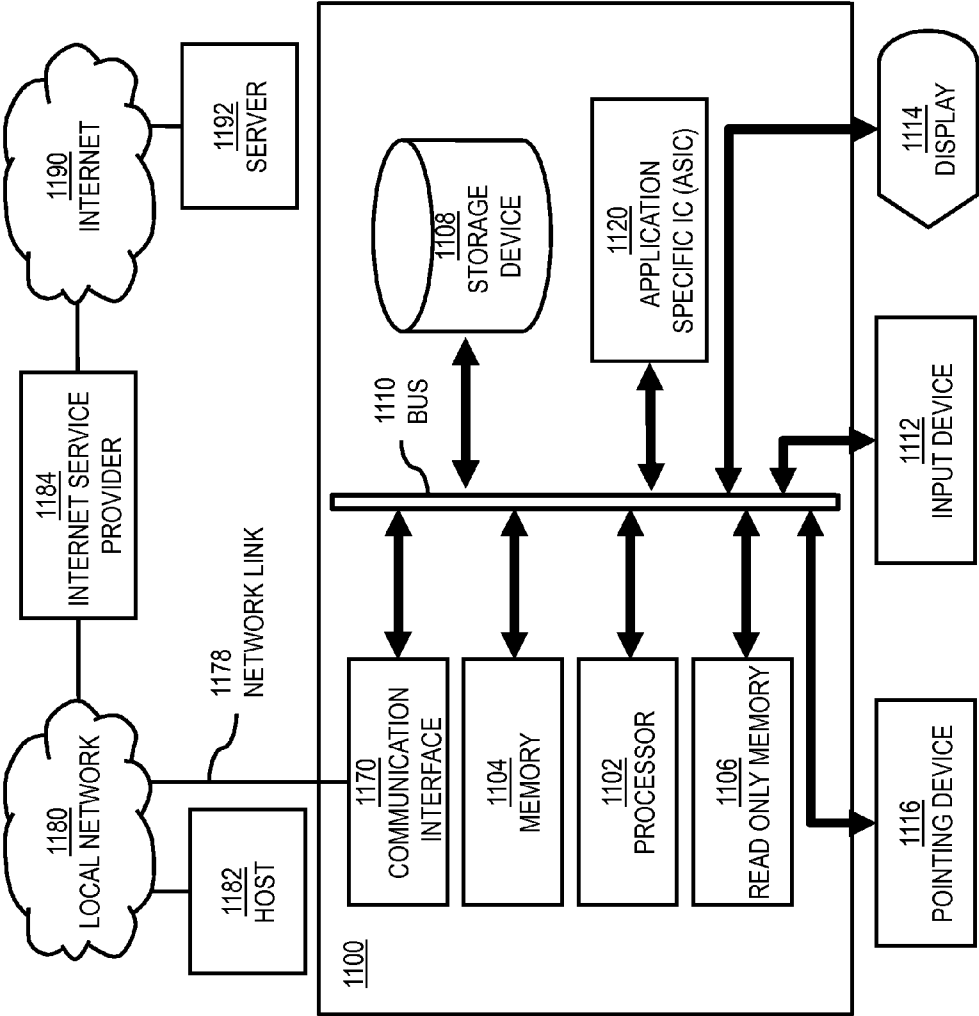 1180
LOCAL NETWORK
1184
INTERNET SERVICE
PROVIDER
1190
INTERNET
1182
HOST
1178
NETWORK LINK
1192
SERVER
1100
1170
COMMUNICATION
INTERFACE
1104
MEMORY
1102
PROCESSOR
1106
READ ONLY MEMORY
1110
BUS
1108
STORAGE
DEVICE
1120
APPLICATION
SPECIFIC IC (ASIC)
1116
POINTING DEVICE
1112
INPUT DEVICE
1114
DISPLAY